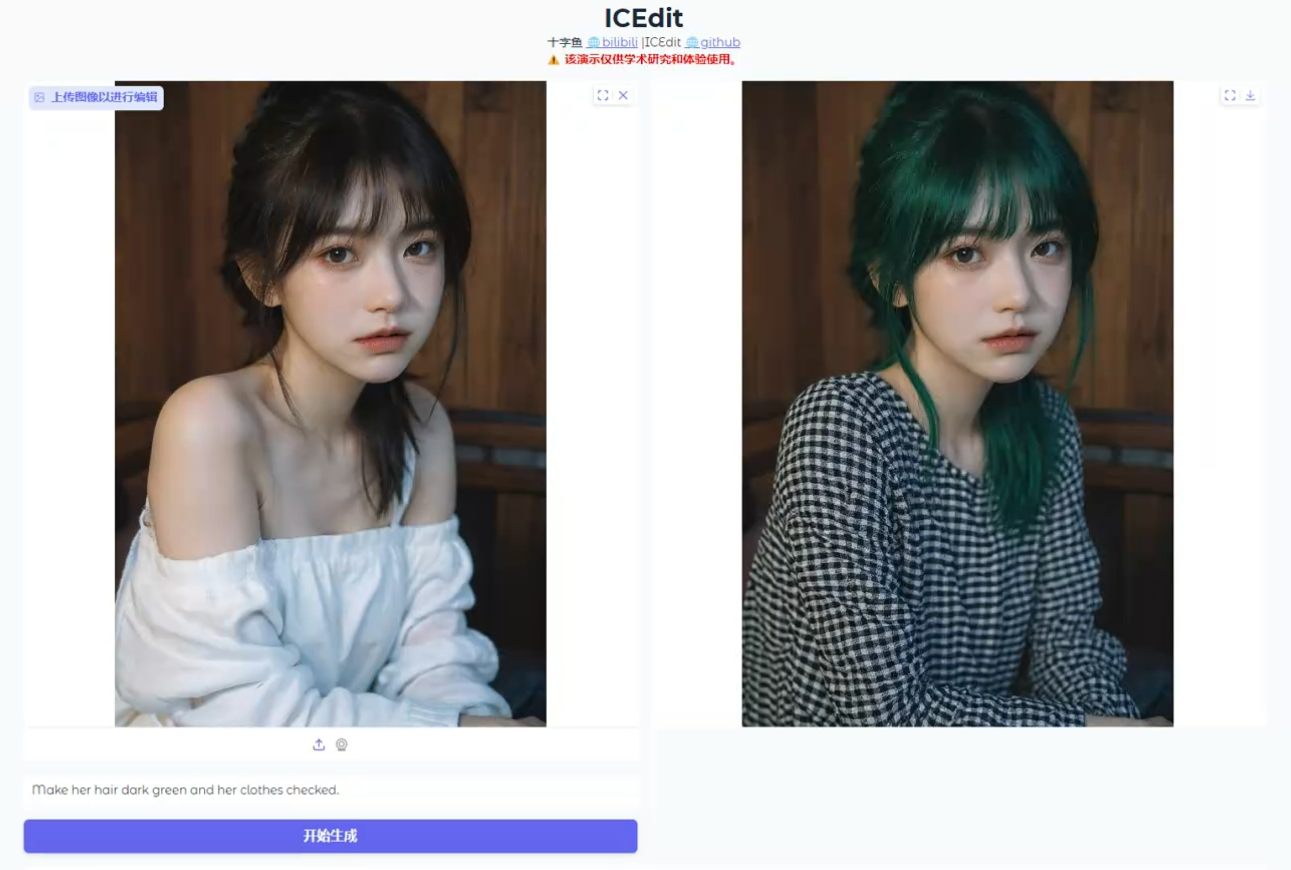 ICEdit
十字鱼 🌐bilibili |ICEdit 🌐github
⚠️ 该演示仅供学术研究和体验使用。
上传图像以进行编辑
Make her hair dark green and her clothes checked.
开始生成